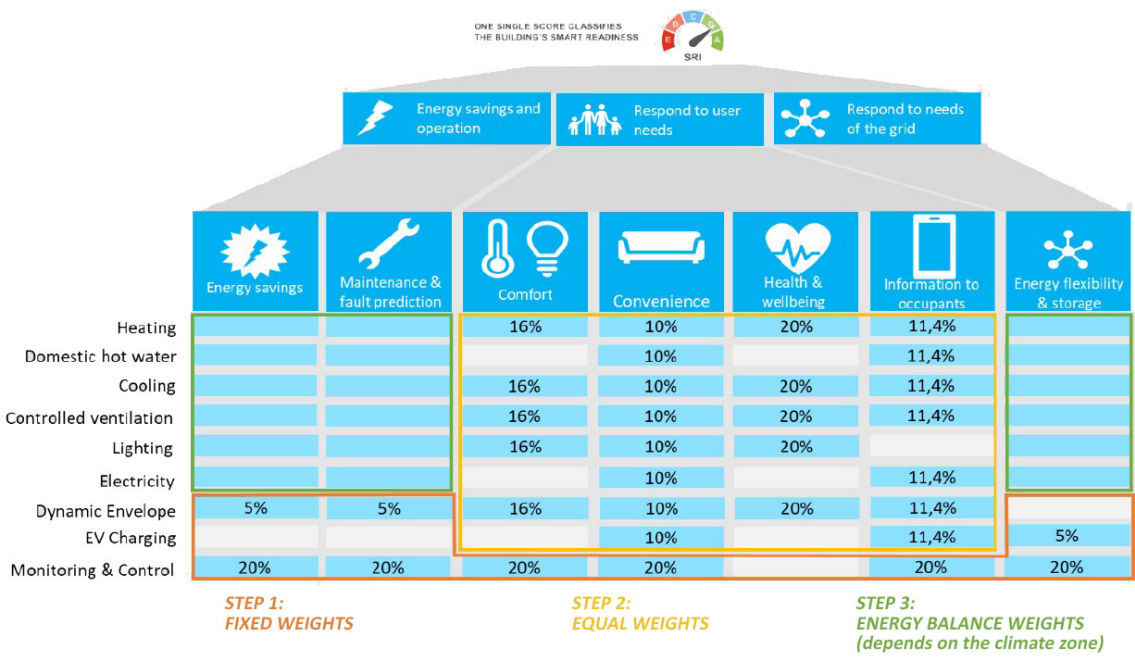 ONE SINGLE SCORE CLASSIFIES
THE BUILDING'S SMART READINESS
E D C B A
SRI
Energy savings and
operation
Respond to user
needs
Respond to needs
of the grid
Energy savings
Maintenance &
fault prediction
Comfort
Convenience
Health &
wellbeing
Information to
occupants
Energy flexibility
& storage
Heating 16% 10% 20% 11,4%
Domestic hot water 10% 11,4%
Cooling 16% 10% 20% 11,4%
Controlled ventilation 16% 10% 20% 11,4%
Lighting 16% 10% 20%
Electricity 10% 11,4%
Dynamic Envelope 5% 5% 16% 10% 20% 11,4%
EV Charging 10% 11,4% 5%
Monitoring & Control 20% 20% 20% 20% 20% 20%
STEP 1:
FIXED WEIGHTS
STEP 2:
EQUAL WEIGHTS
STEP 3:
ENERGY BALANCE WEIGHTS
(depends on the climate zone)